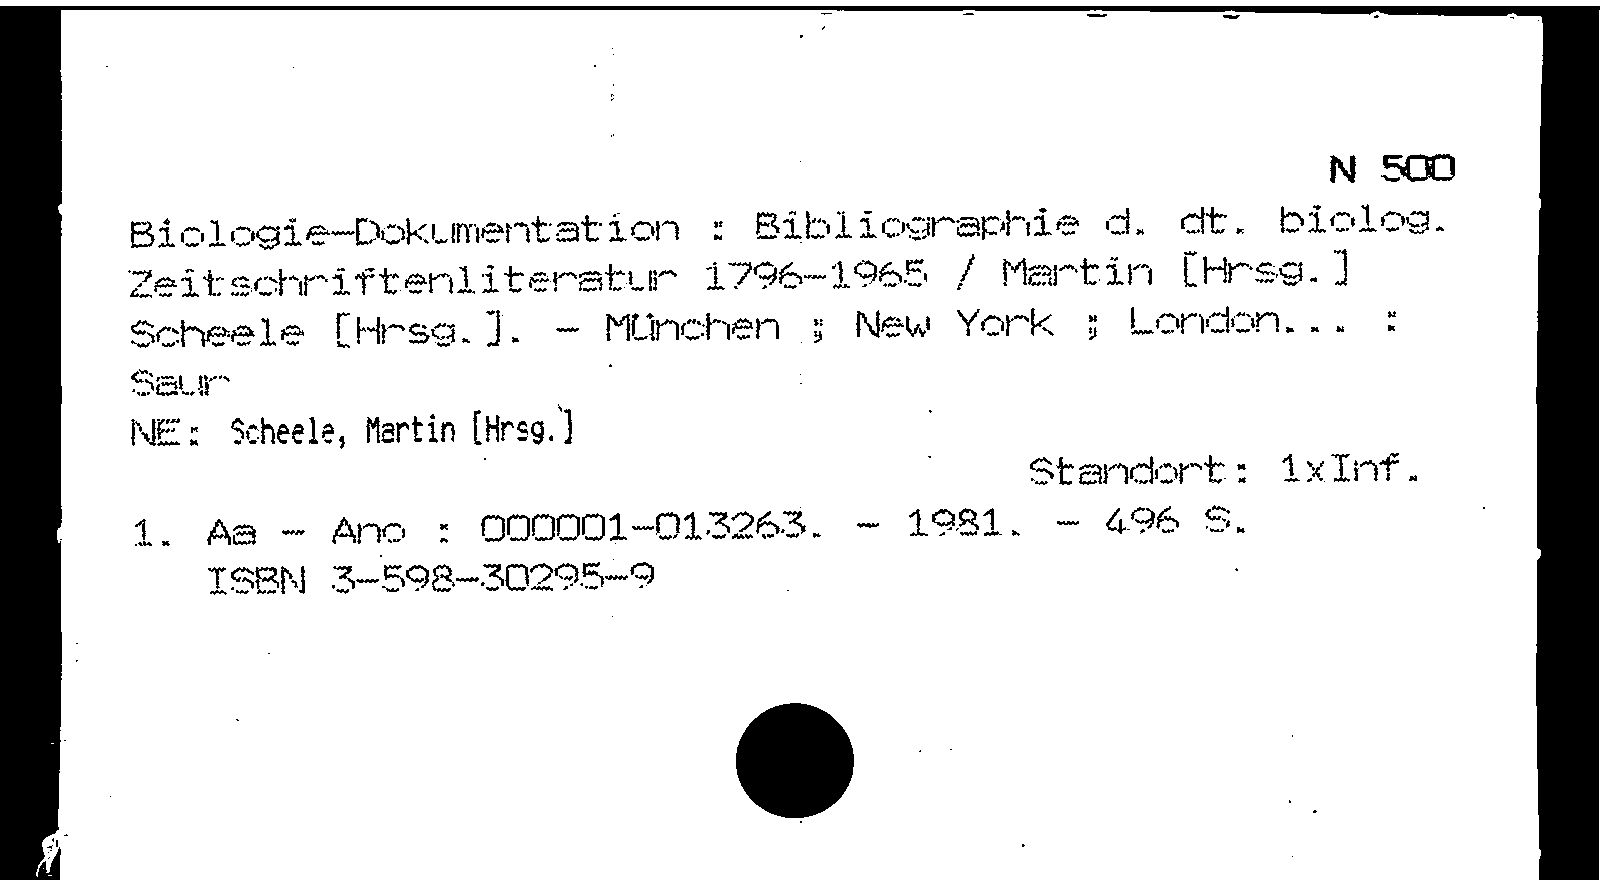 N 500
Biologie-Dokumentation : Bibliographie d. dt. biolog.
Zeitschriftenliteratur 1796-1965 / Martin [Hrsg.]
Scheele [Hrsg.]. - München ; New York ; London... :
Saur
NE: Scheele, Martin [Hrsg.]
Standort: 1xInf.
1. Aa - Ano : 000001-013263. - 1981. - 496 S.
ISBN 3-598-30295-9